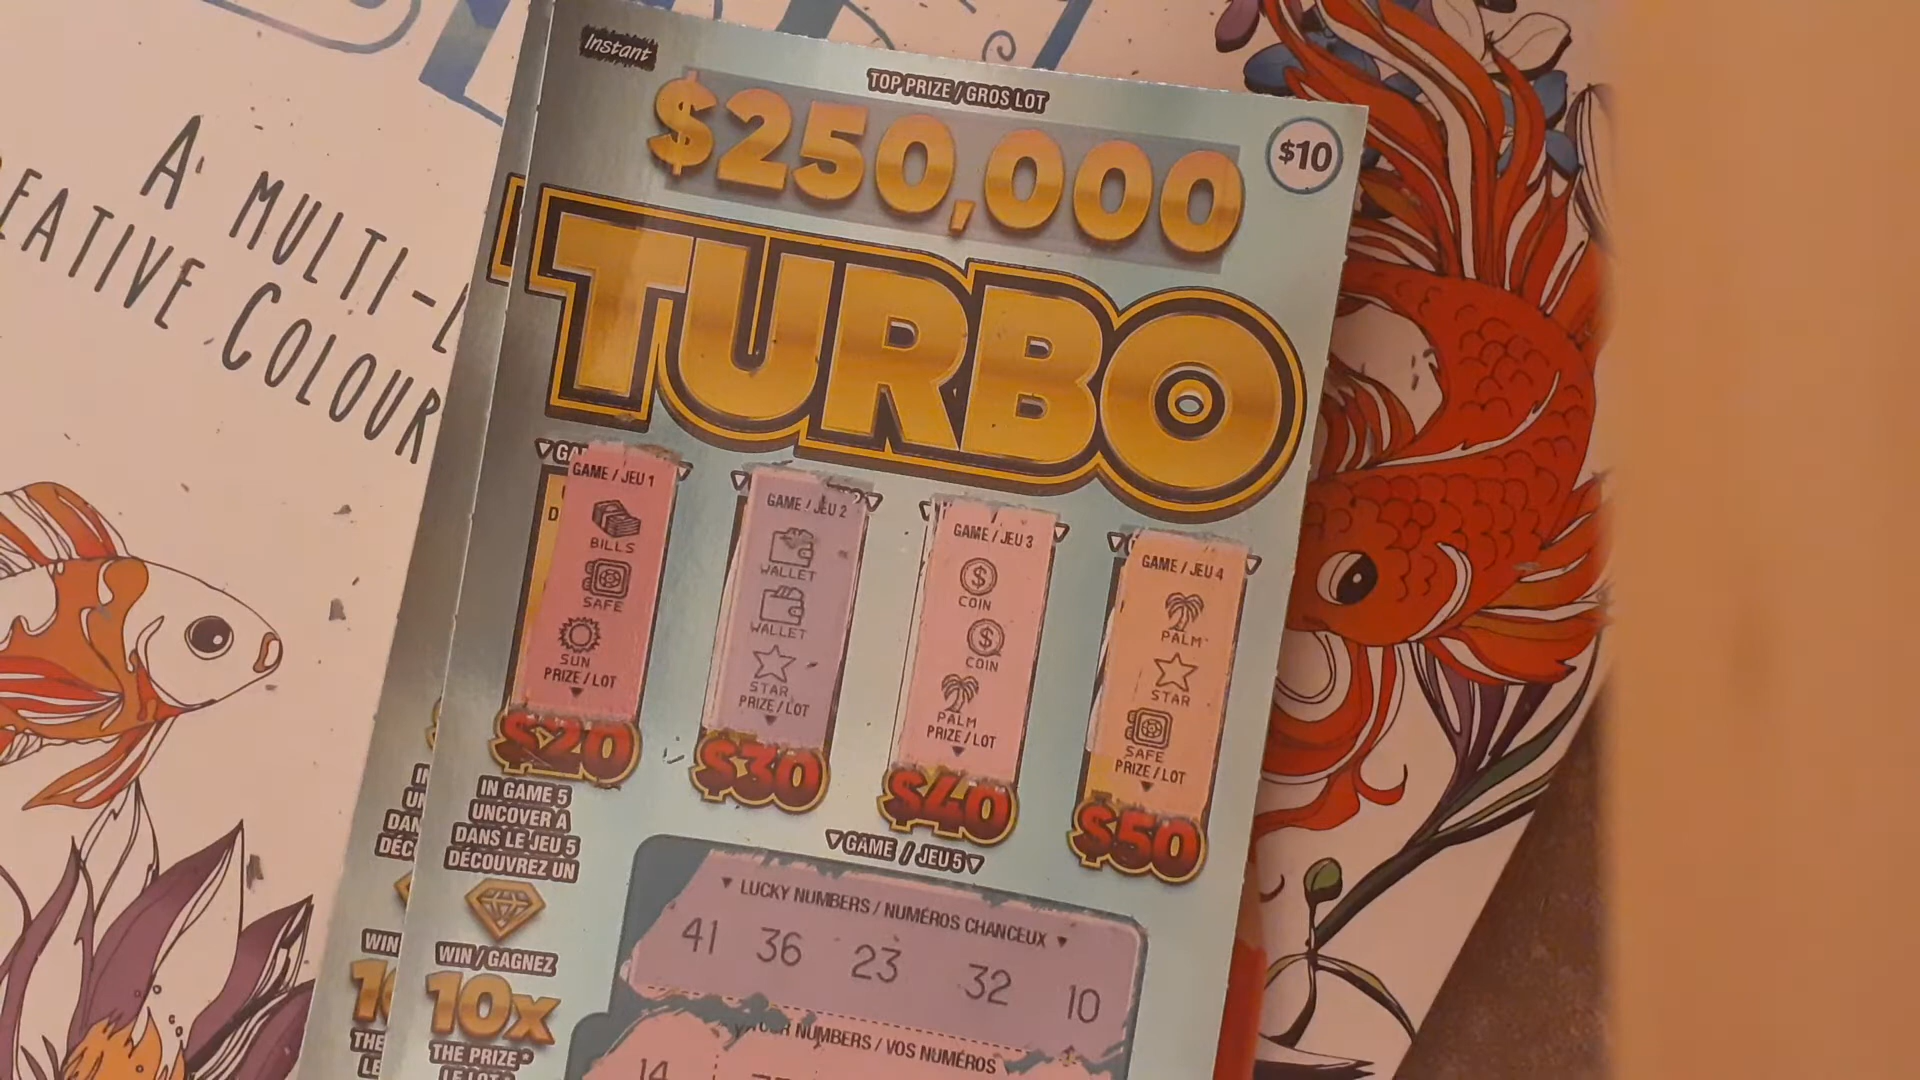 A MULTI-
CREATIVE COLOUR
Instant
TOP PRIZE / GROS LOT
$250,000
$10
TURBO
GAME / JEU 1
BILLS
SAFE
SUN
PRIZE / LOT
$20
GAME / JEU 2
WALLET
WALLET
STAR
PRIZE / LOT
$30
GAME / JEU 3
COIN
COIN
PALM
PRIZE / LOT
$40
GAME / JEU 4
PALM
STAR
SAFE
PRIZE / LOT
$50
IN GAME 5
UNCOVER A
DANS LE JEU 5
DÉCOUVREZ UN
WIN / GAGNEZ
10X
THE PRIZE*
LE LOT*
GAME / JEU 5
LUCKY NUMBERS / NUMÉROS CHANCEUX
41 36 23 32 10
YOUR NUMBERS / VOS NUMÉROS
14